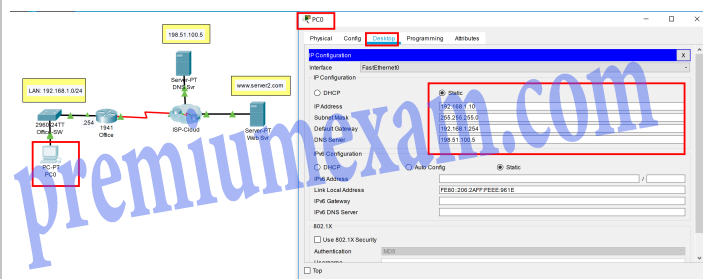 198.51.100.5
Server-PT
DNS Svr
LAN: 192.168.1.0/24
www.server2.com
2960-24TT
Office-SW
.254
1941
Office
ISP-Cloud
Server-PT
Web Svr
PC-PT
PC0
PC0
Physical Config Desktop Programming Attributes
IP Configuration X
Interface FastEthernet0
IP Configuration
DHCP Static
IP Address 192.168.1.10
Subnet Mask 255.255.255.0
Default Gateway 192.168.1.254
DNS Server 198.51.100.5
IPv6 Configuration
DHCP Auto Config Static
IPv6 Address /
Link Local Address FE80::206:2AFF:FEEE:961E
IPv6 Gateway
IPv6 DNS Server
802.1X
Use 802.1X Security
Authentication MD5
Username
Top
premiumexam.com